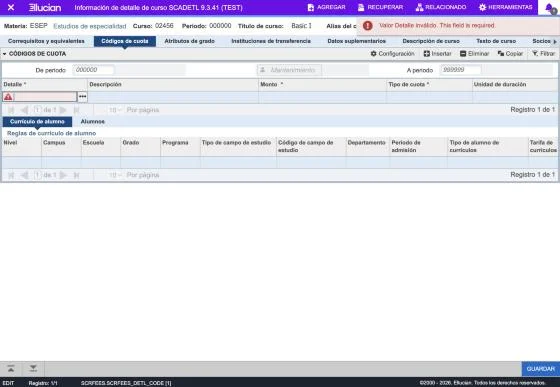 ellucian Información de detalle de curso SCADETL 9.3.41 (TEST) AGREGAR RECUPERAR RELACIONADO HERRAMIENTAS
Materia: ESEP Estudios de especialidad Curso: 02456 Periodo: 000000 Título de curso: Basic I Alias del c
Valor Detalle inválido. This field is required.
Correquisitos y equivalentes Códigos de cuota Atributos de grado Instituciones de transferencia Datos suplementarios Descripción de curso Texto de curso Socios
CÓDIGOS DE CUOTA Configuración Insertar Eliminar Copiar Filtrar
De periodo 000000 Mantenimiento A periodo 999999
Detalle * Descripción Monto * Tipo de cuota * Unidad de duración
1 de 1 10 Por página Registro 1 de 1
Currículo de alumno Alumnos
Reglas de currículo de alumno
Nivel Campus Escuela Grado Programa Tipo de campo de estudio Código de campo de estudio Departamento Periodo de admisión Tipo de alumno de currículos Tarifa de currículos
1 de 1 10 Por página Registro 1 de 1
GUARDAR
EDIT Registro: 1/1 SCRFEES.SCRFEES_DETL_CODE [1] ©2000 - 2026. Ellucian. Todos los derechos reservados.